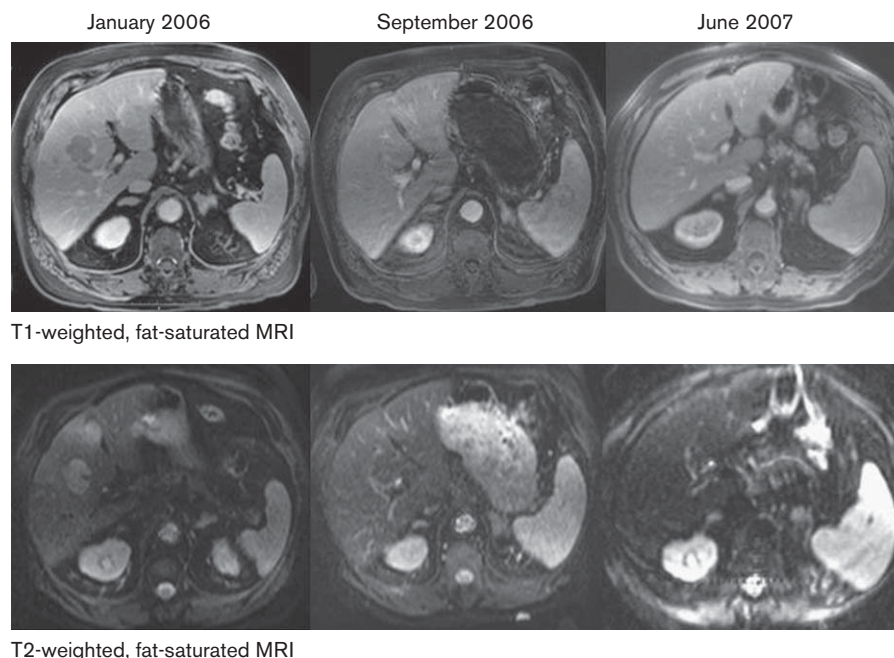 January 2006
September 2006
June 2007
T1-weighted, fat-saturated MRI
T2-weighted, fat-saturated MRI